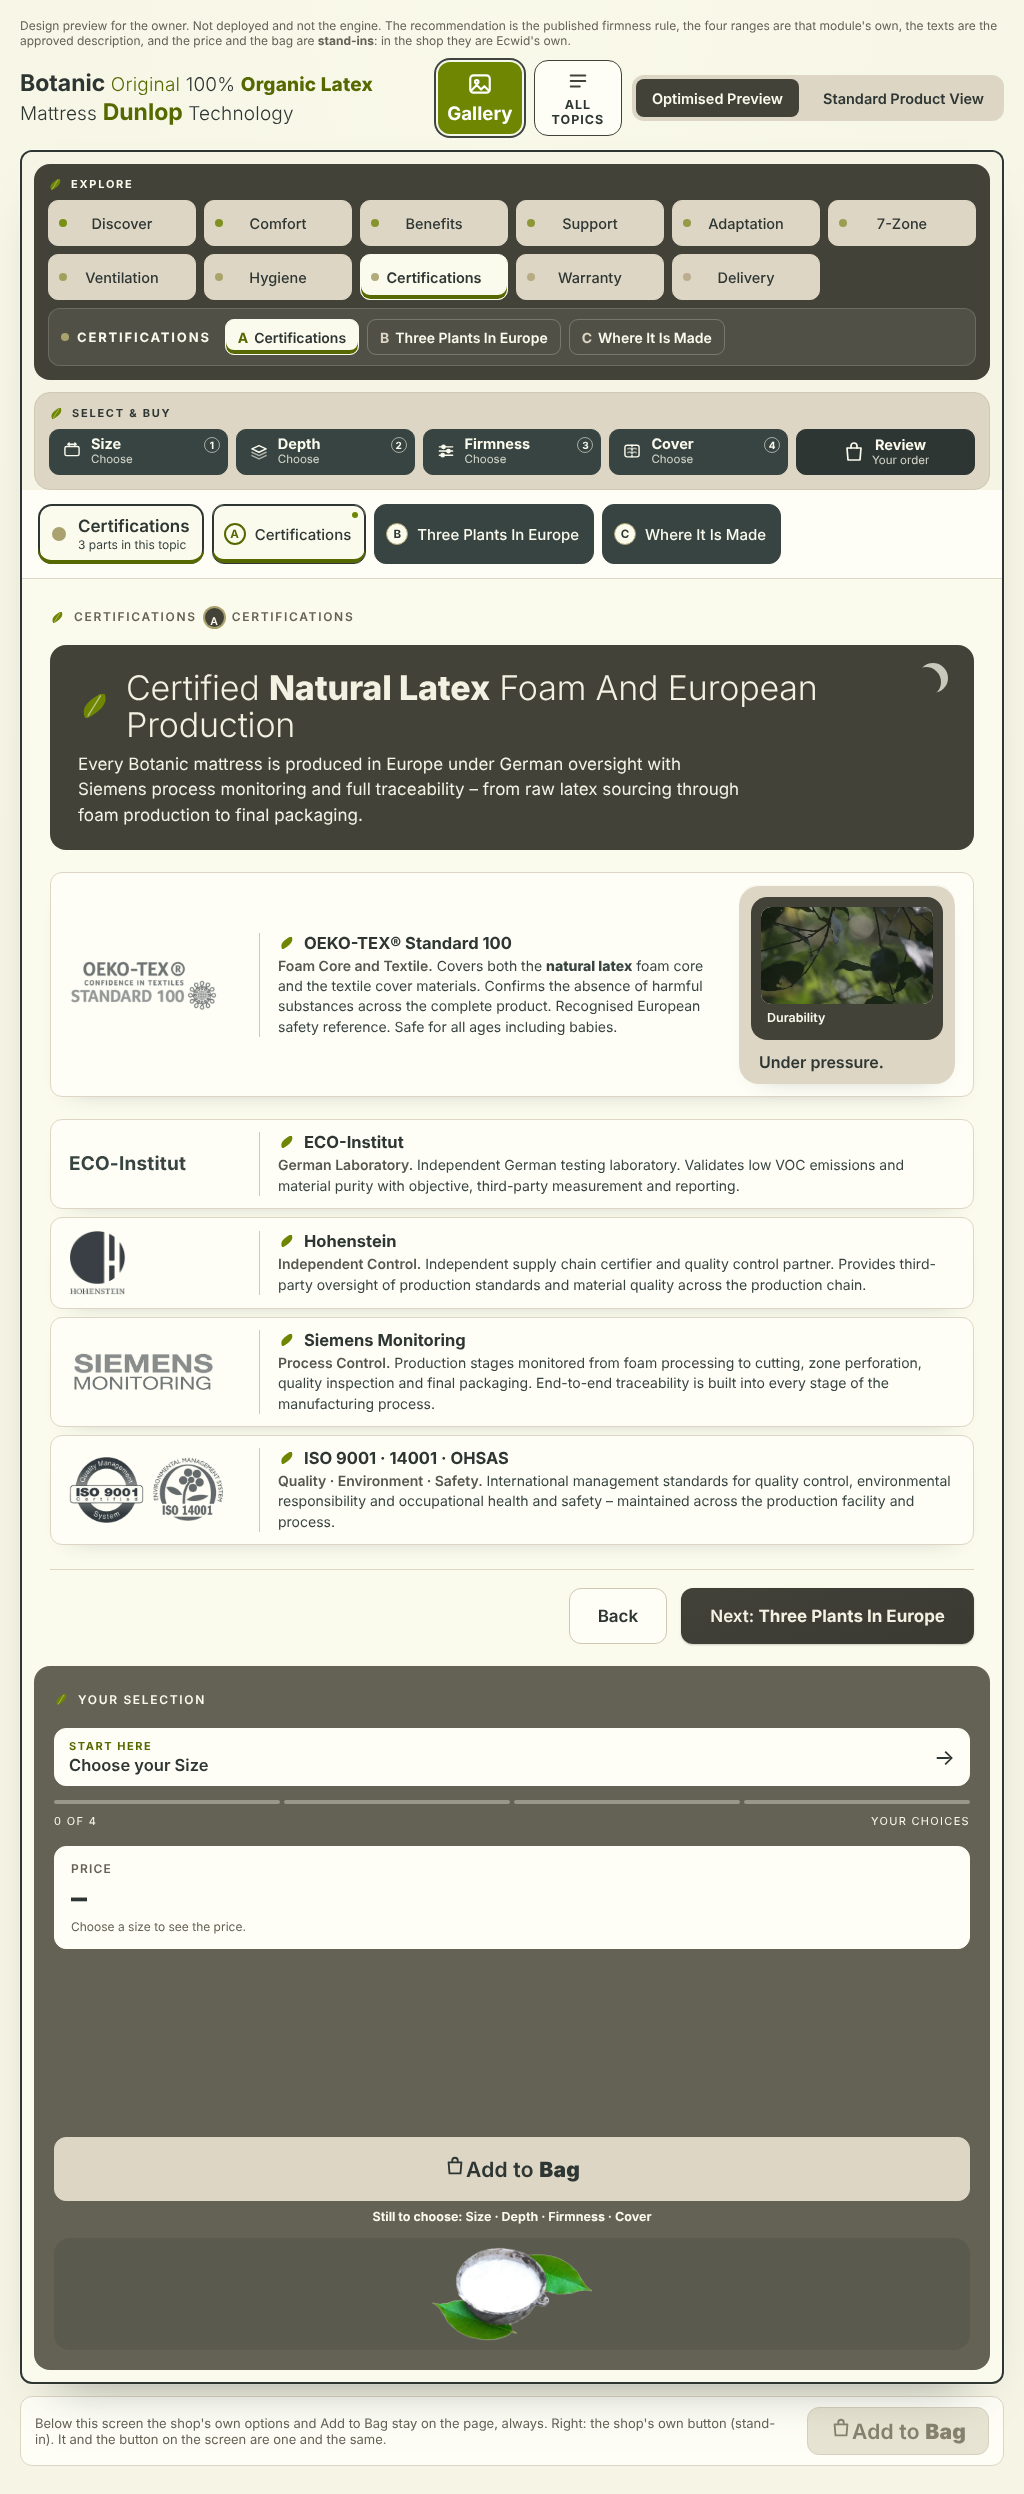 Design preview for the owner. Not deployed and not the engine. The recommendation is the published firmness rule, the four ranges are that module's own, the texts are the
approved description, and the price and the bag are stand-ins: in the shop they are Ecwid's own.
Botanic Original 100% Organic Latex
Mattress Dunlop Technology
Gallery
ALL
TOPICS
Optimised Preview
Standard Product View
EXPLORE
Discover
Comfort
Benefits
Support
Adaptation
7-Zone
Ventilation
Hygiene
Certifications
Warranty
Delivery
CERTIFICATIONS
A Certifications
B Three Plants In Europe
C Where It Is Made
SELECT & BUY
Size
Choose
1
Depth
Choose
2
Firmness
Choose
3
Cover
Choose
4
Review
Your order
Certifications
3 parts in this topic
A Certifications
B Three Plants In Europe
C Where It Is Made
CERTIFICATIONS A CERTIFICATIONS
Certified Natural Latex Foam And European
Production
Every Botanic mattress is produced in Europe under German oversight with
Siemens process monitoring and full traceability – from raw latex sourcing through
foam production to final packaging.
OEKO-TEX®
CONFIDENCE IN TEXTILES
STANDARD 100
OEKO-TEX® Standard 100
Foam Core and Textile. Covers both the natural latex foam core
and the textile cover materials. Confirms the absence of harmful
substances across the complete product. Recognised European
safety reference. Safe for all ages including babies.
Durability
Under pressure.
ECO-Institut
ECO-Institut
German Laboratory. Independent German testing laboratory. Validates low VOC emissions and
material purity with objective, third-party measurement and reporting.
HOHENSTEIN
Hohenstein
Independent Control. Independent supply chain certifier and quality control partner. Provides third-
party oversight of production standards and material quality across the production chain.
SIEMENS
MONITORING
Siemens Monitoring
Process Control. Production stages monitored from foam processing to cutting, zone perforation,
quality inspection and final packaging. End-to-end traceability is built into every stage of the
manufacturing process.
Quality Management
ISO 9001
Certified
System
ENVIRONMENTAL MANAGEMENT SYSTEM
ISO 14001
ISO 9001 · 14001 · OHSAS
Quality · Environment · Safety. International management standards for quality control, environmental
responsibility and occupational health and safety – maintained across the production facility and
process.
Back
Next: Three Plants In Europe
YOUR SELECTION
START HERE
Choose your Size
0 OF 4
YOUR CHOICES
PRICE
–
Choose a size to see the price.
Add to Bag
Still to choose: Size · Depth · Firmness · Cover
Below this screen the shop's own options and Add to Bag stay on the page, always. Right: the shop's own button (stand-
in). It and the button on the screen are one and the same.
Add to Bag